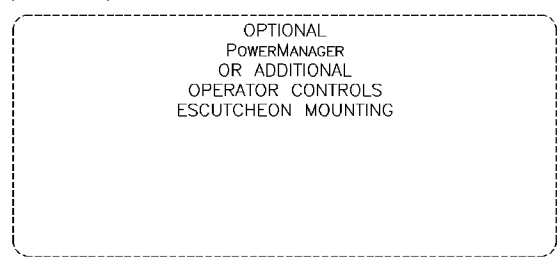 OPTIONAL
POWERMANAGER
OR ADDITIONAL
OPERATOR CONTROLS
ESCUTCHEON MOUNTING